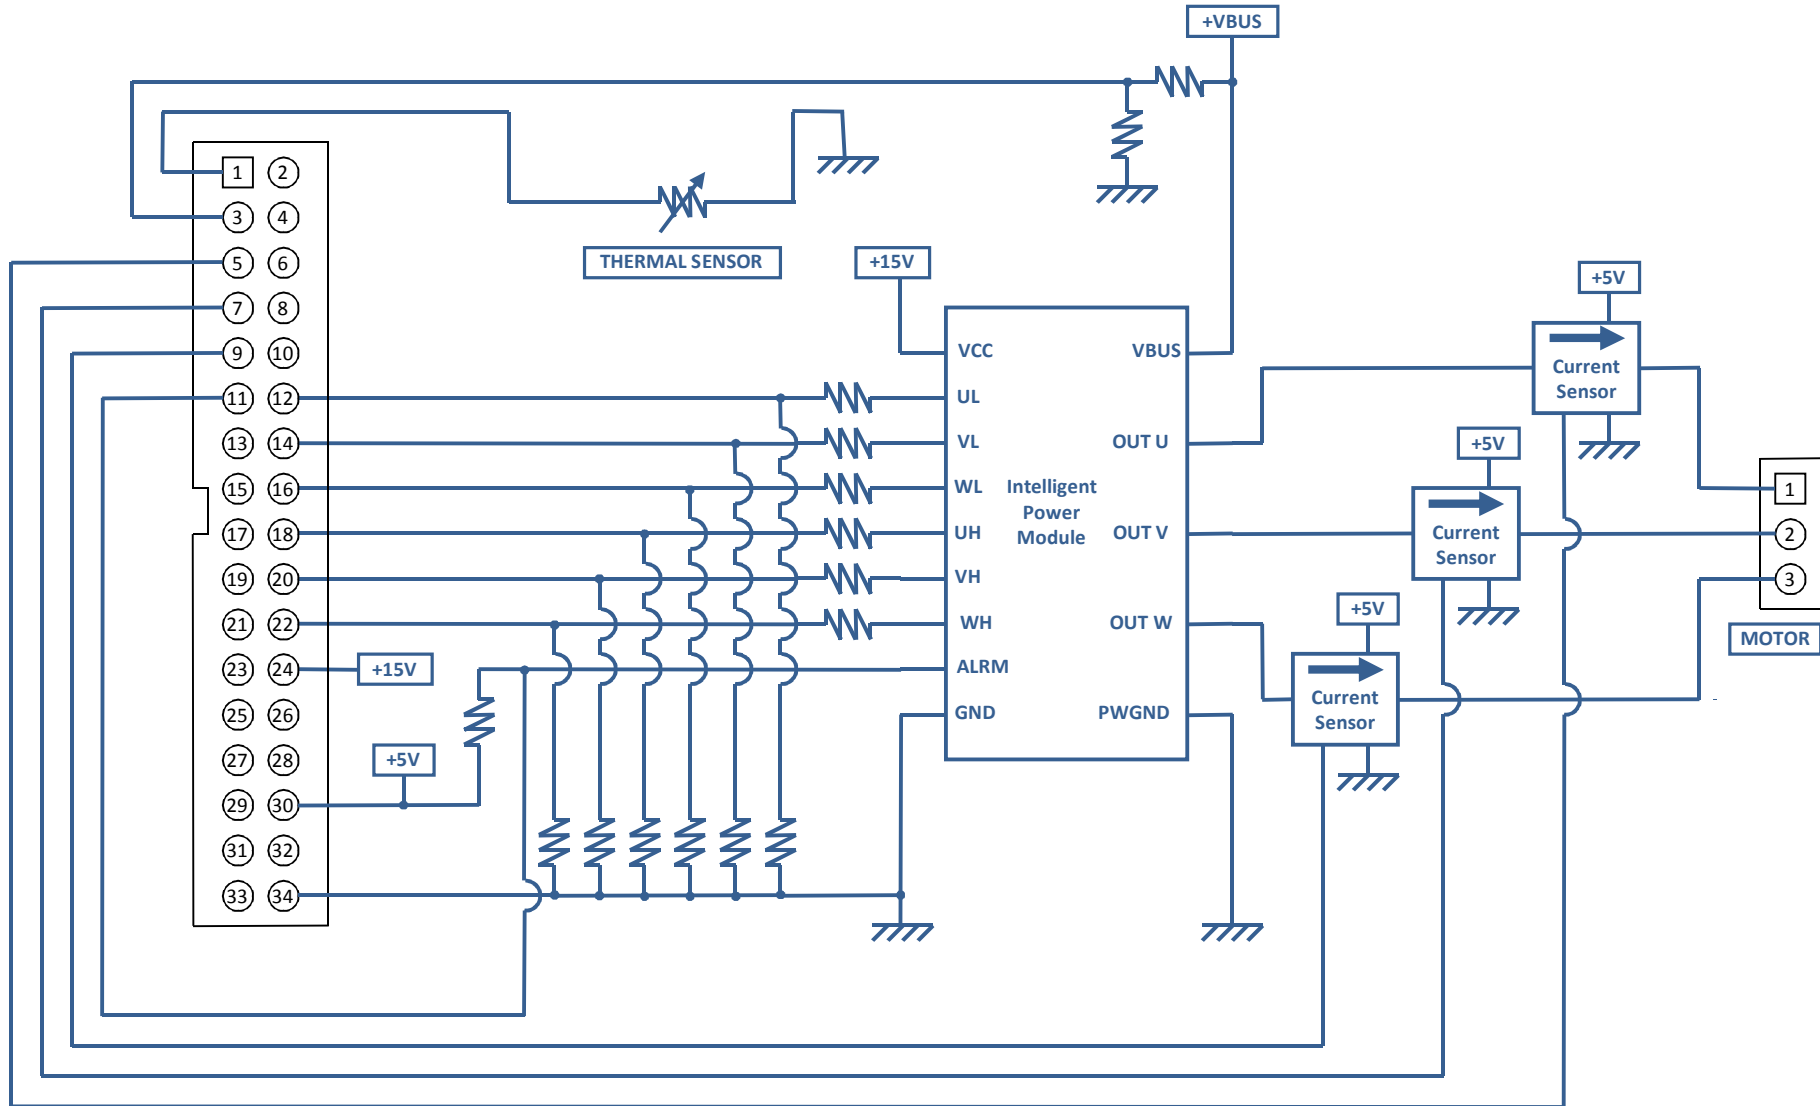 +VBUS
1 2
3 4
THERMAL SENSOR
+15V
5 6
+5V
7 8
9 10
VCC
VBUS
Current
Sensor
11 12
UL
13 14
VL
OUT U
+5V
15 16
WL
Intelligent
Power
Module
1
17 18
UH
OUT V
Current
Sensor
2
19 20
VH
3
21 22
WH
OUT W
+5V
MOTOR
23 24
+15V
ALRM
Current
Sensor
25 26
GND
PWGND
27 28
+5V
29 30
31 32
33 34